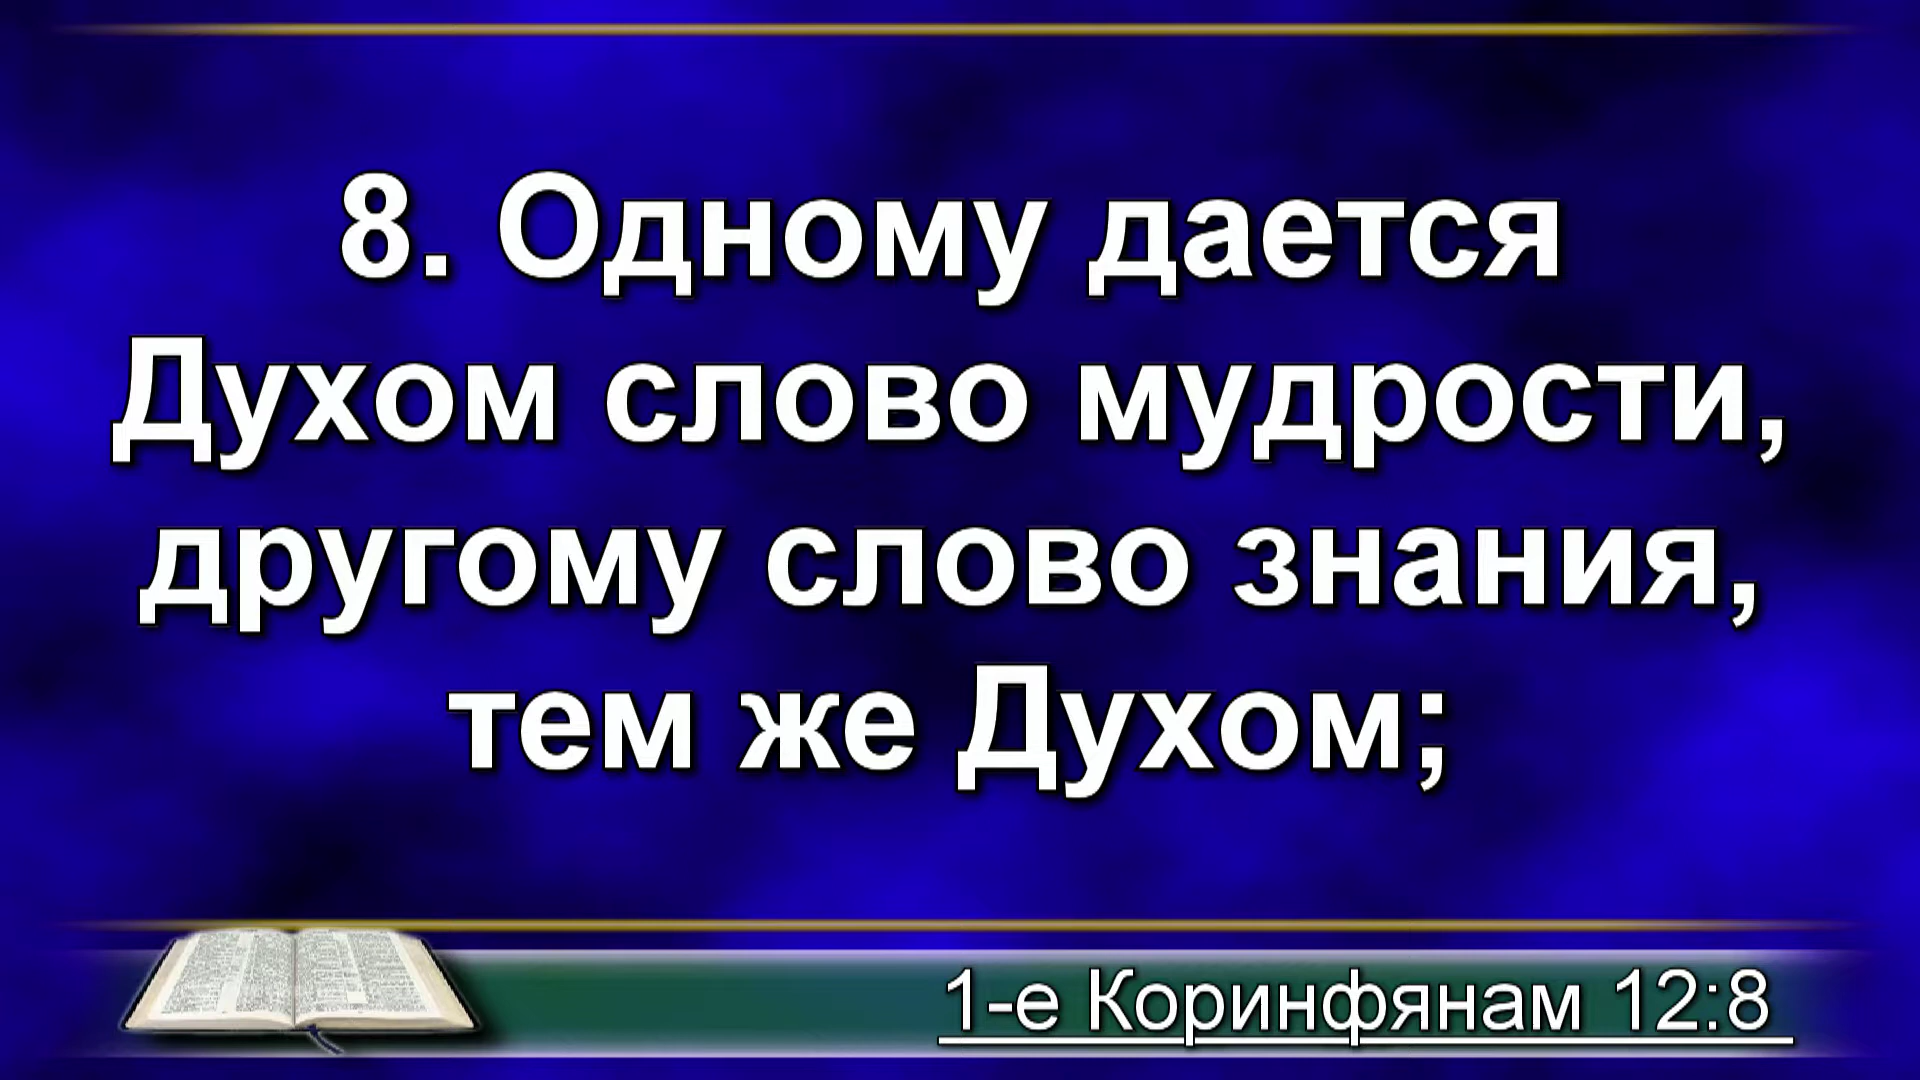 8. Одному дается
Духом слово мудрости,
другому слово знания,
тем же Духом;
1-е Коринфянам 12:8